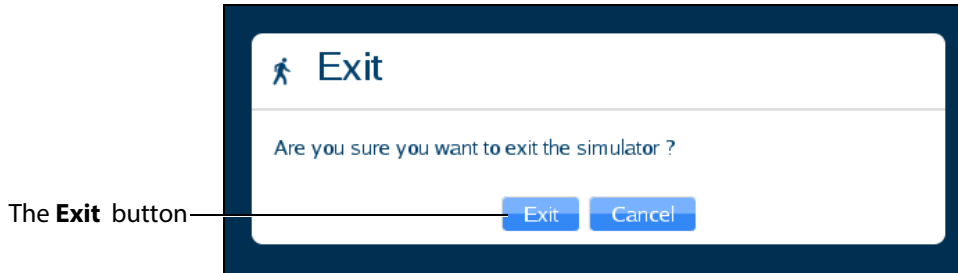 Exit
Are you sure you want to exit the simulator ?
The Exit button
Exit
Cancel